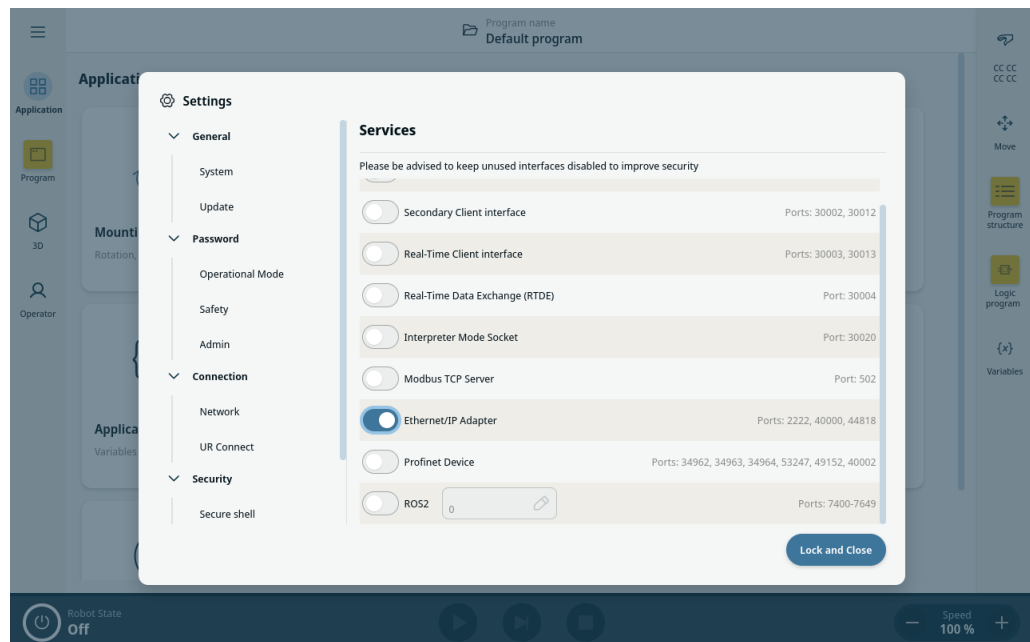 Program name
Default program
Application
Program
3D
Operator
Mounti
Rotation,
Applica
Variables
Settings
General
System
Update
Password
Operational Mode
Safety
Admin
Connection
Network
UR Connect
Security
Secure shell
Services
Please be advised to keep unused interfaces disabled to improve security
Secondary Client interface Ports: 30002, 30012
Real-Time Client interface Ports: 30003, 30013
Real-Time Data Exchange (RTDE) Port: 30004
Interpreter Mode Socket Port: 30020
Modbus TCP Server Port: 502
Ethernet/IP Adapter Ports: 2222, 40000, 44818
Profinet Device Ports: 34962, 34963, 34964, 53247, 49152, 40002
ROS2 0 Ports: 7400-7649
Lock and Close
CC CC
CC CC
Move
Program
structure
Logic
program
{x}
Variables
Robot State
Off
Speed
100 %